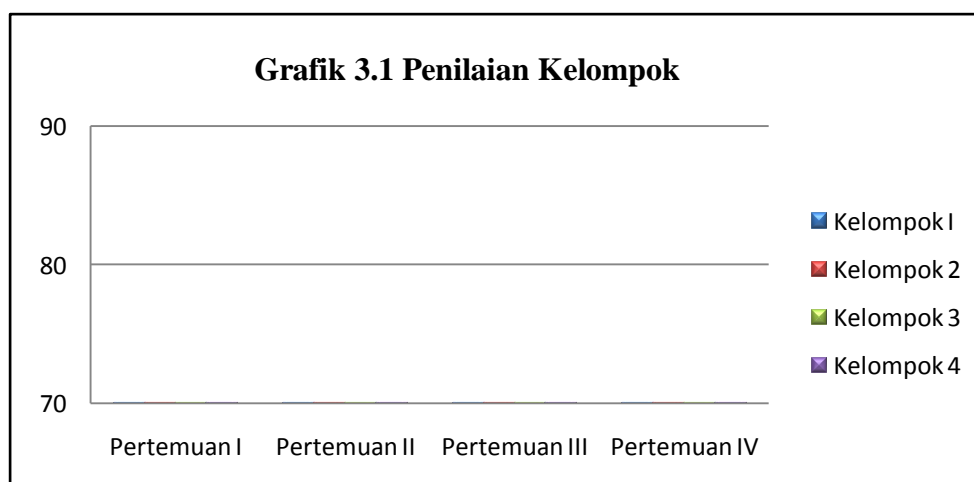 Grafik 3.1 Penilaian Kelompok
90
80
70
Pertemuan I Pertemuan II Pertemuan III Pertemuan IV
Kelompok I
Kelompok 2
Kelompok 3
Kelompok 4